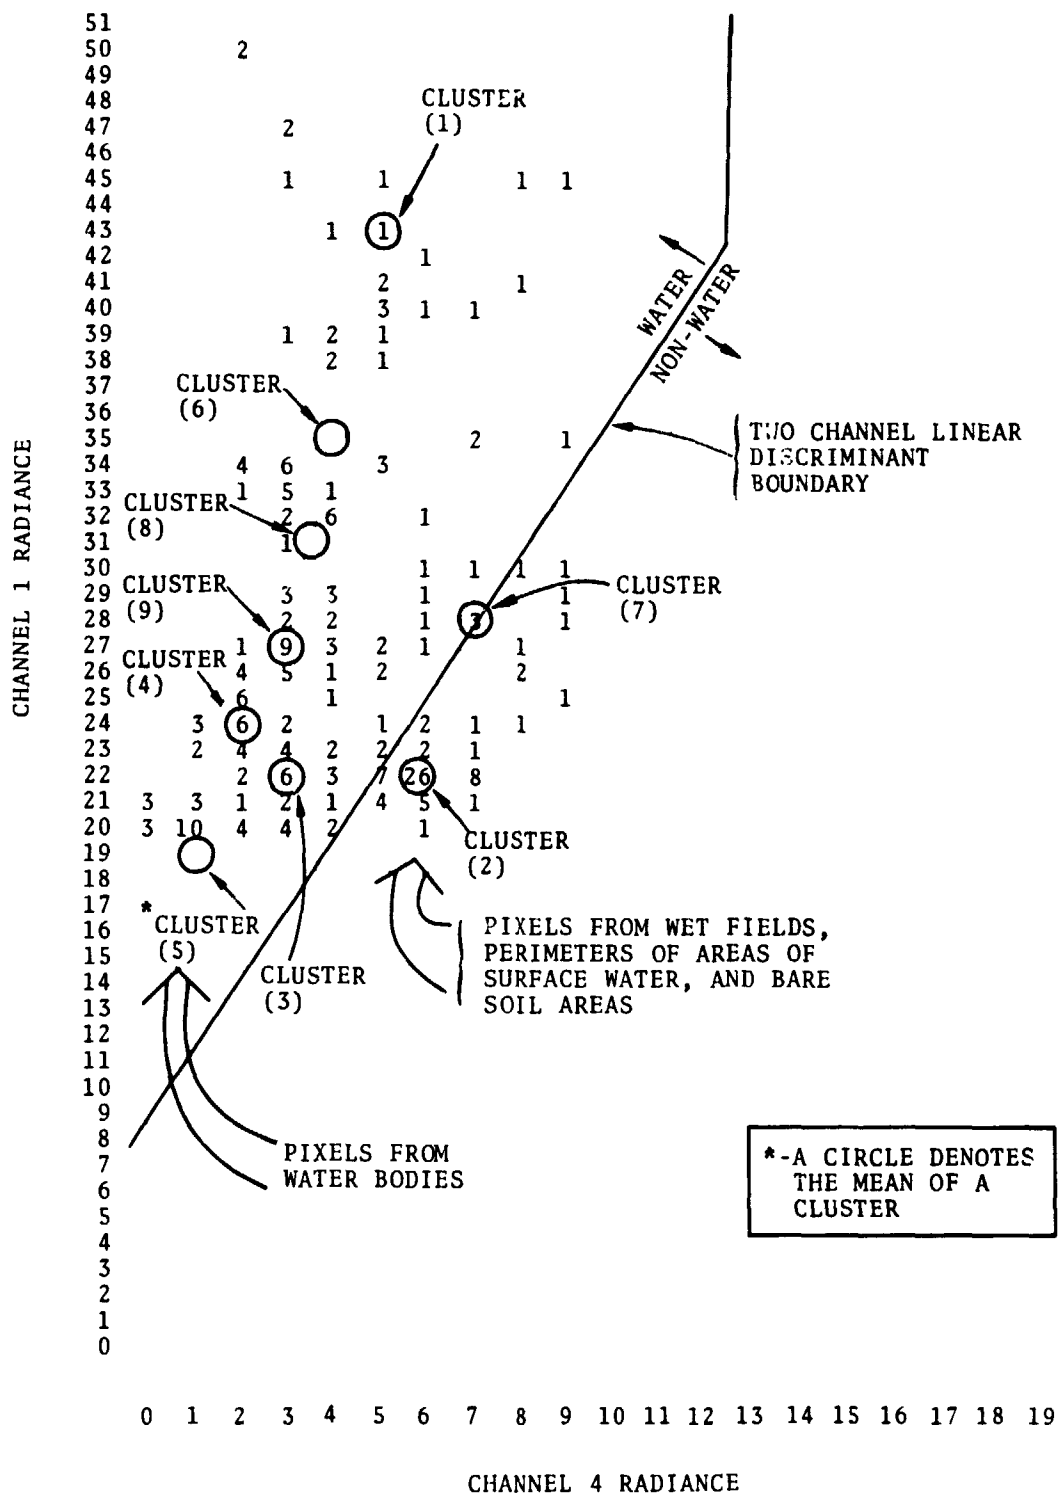 51
50 2
49
48
CLUSTER
(1)
47 2
46
45 1 1 1 1
44
43 1 1
42 1
41 2 1
40 3 1 1
39 1 2 1
38 2 1
37
CLUSTER
(6)
36
35 2 1
34 4 6 3
33 1 5 1
CLUSTER
(8)
32 2 6 1
31 1
30 1 1 1 1
29 3 3 1 1
CLUSTER
(9)
CLUSTER
(7)
28 2 2 1 3 1
27 1 9 3 2 1 1
CLUSTER
(4)
26 4 5 1 2 2
25 6 1 1
24 3 6 2 1 2 1 1
23 2 4 4 2 2 2 1
22 2 6 3 7 26 8
21 3 3 1 2 1 4 5 1
20 3 10 4 4 2 1
19
18
17 *
16
15
14
13
12
11
10
9
8
7
6
5
4
3
2
1
0
CLUSTER
(2)
CLUSTER
(5)
CLUSTER
(3)
WATER
NON-WATER
TWO CHANNEL LINEAR
DISCRIMINANT
BOUNDARY
PIXELS FROM WET FIELDS,
PERIMETERS OF AREAS OF
SURFACE WATER, AND BARE
SOIL AREAS
PIXELS FROM
WATER BODIES
*-A CIRCLE DENOTES
THE MEAN OF A
CLUSTER
CHANNEL 1 RADIANCE
0 1 2 3 4 5 6 7 8 9 10 11 12 13 14 15 16 17 18 19
CHANNEL 4 RADIANCE